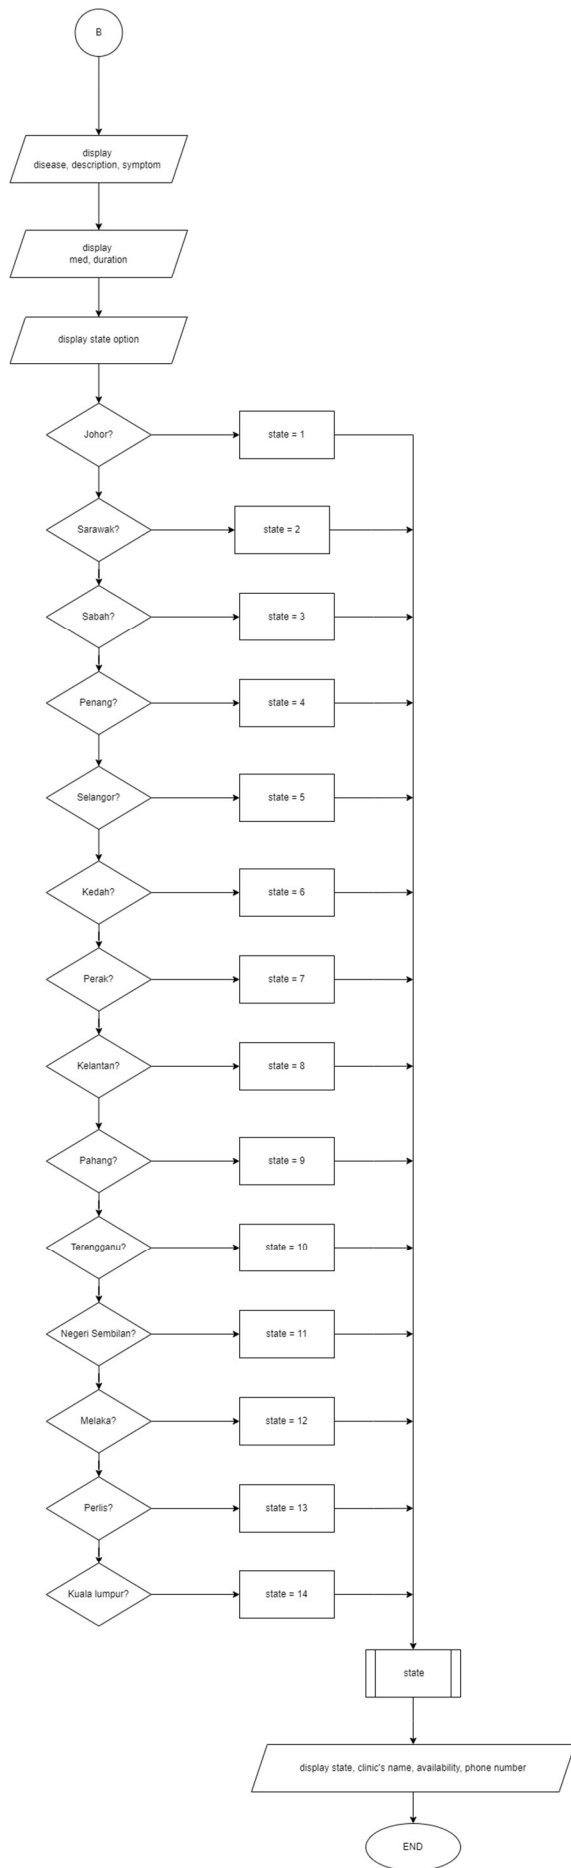 B
display
disease, description, symptom
display
med, duration
display state option
Johor?
state = 1
Sarawak?
state = 2
Sabah?
state = 3
Penang?
state = 4
Selangor?
state = 5
Kedah?
state = 6
Perak?
state = 7
Kelantan?
state = 8
Pahang?
state = 9
Terengganu?
state = 10
Negeri Sembilan?
state = 11
Melaka?
state = 12
Perlis?
state = 13
Kuala lumpur?
state = 14
state
display state, clinic's name, availability, phone number
END